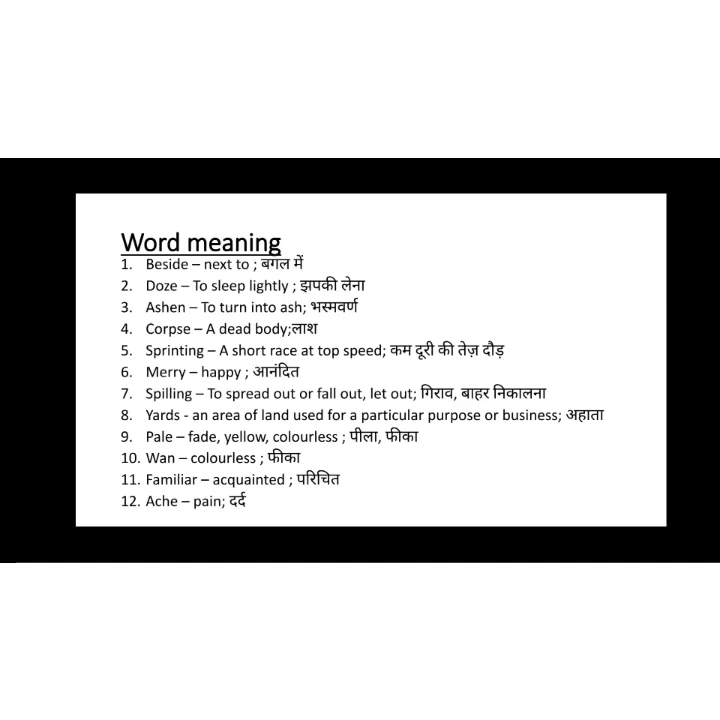 Word meaning
1. Beside – next to ; बगल में
2. Doze – To sleep lightly ; झपकी लेना
3. Ashen – To turn into ash; भस्मवर्ण
4. Corpse – A dead body;लाश
5. Sprinting – A short race at top speed; कम दूरी की तेज़ दौड़
6. Merry – happy ; आनंदित
7. Spilling – To spread out or fall out, let out; गिराव, बाहर निकालना
8. Yards - an area of land used for a particular purpose or business; अहाता
9. Pale – fade, yellow, colourless ; पीला, फीका
10. Wan – colourless ; फीका
11. Familiar – acquainted ; परिचित
12. Ache – pain; दर्द